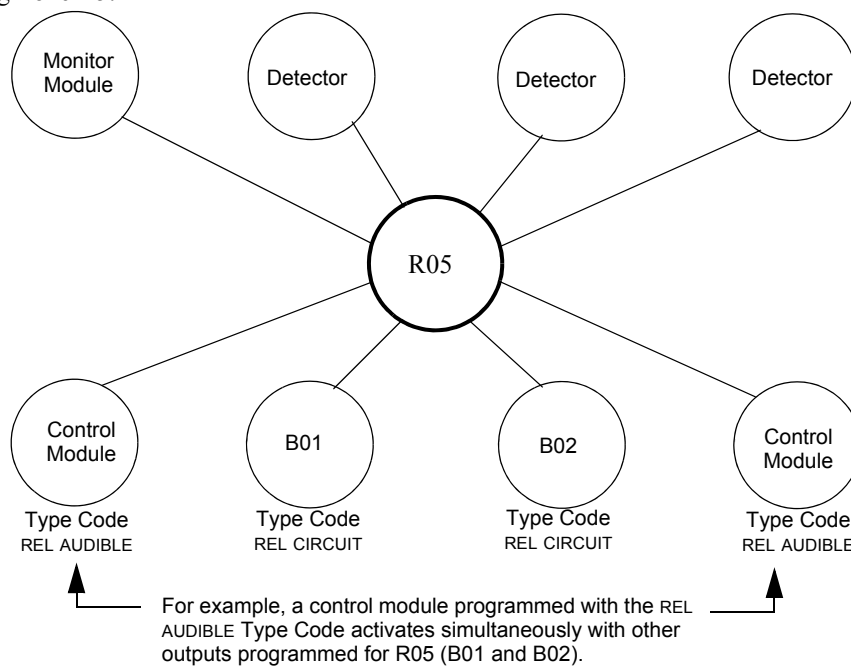 Monitor
Module
Detector
Detector
Detector
R05
Control
Module
B01
B02
Control
Module
Type Code
REL AUDIBLE
Type Code
REL CIRCUIT
Type Code
REL CIRCUIT
Type Code
REL AUDIBLE
For example, a control module programmed with the REL
AUDIBLE Type Code activates simultaneously with other
outputs programmed for R05 (B01 and B02).